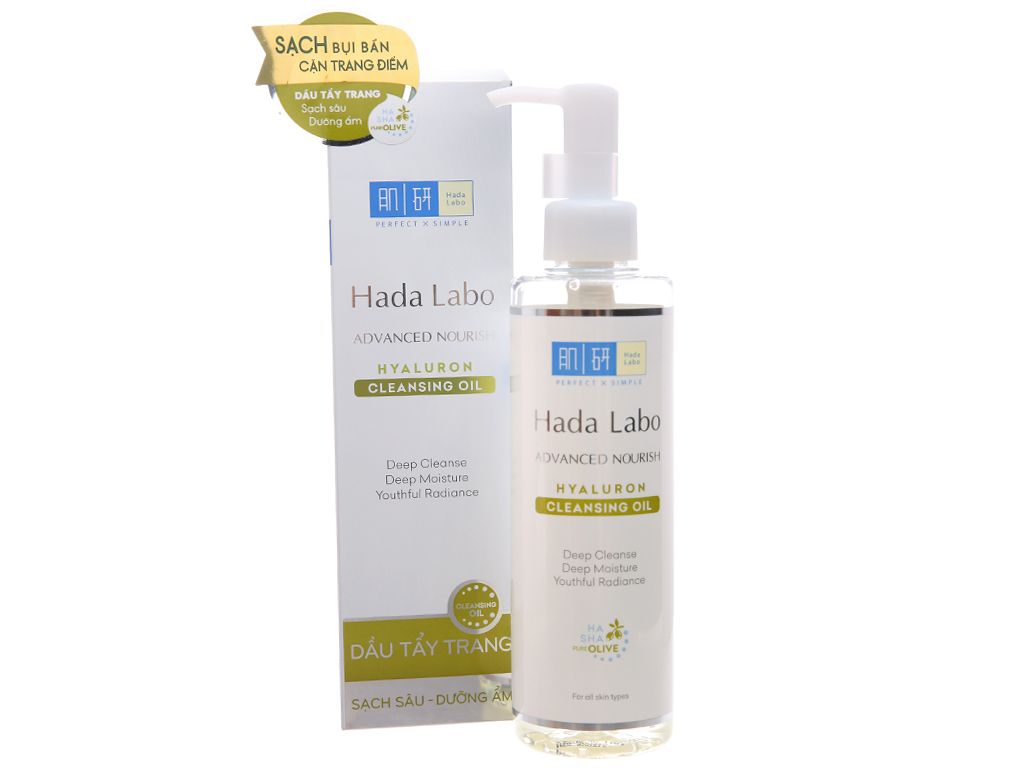 SẠCH BỤI BẨN
CẶN TRANG ĐIỂM
DẦU TẨY TRANG
Sạch sâu
Dưỡng ẩm
HA
SHA
PURE OLIVE
肌 研
Hada
Labo
PERFECT × SIMPLE
Hada Labo
ADVANCED NOURISH
HYALURON
CLEANSING OIL
Deep Cleanse
Deep Moisture
Youthful Radiance
CLEANSING
OIL
DẦU TẨY TRANG
SẠCH SÂU - DƯỠNG ẨM
肌 研
Hada
Labo
PERFECT × SIMPLE
Hada Labo
ADVANCED NOURISH
HYALURON
CLEANSING OIL
Deep Cleanse
Deep Moisture
Youthful Radiance
HA
SHA
PURE OLIVE
For all skin types